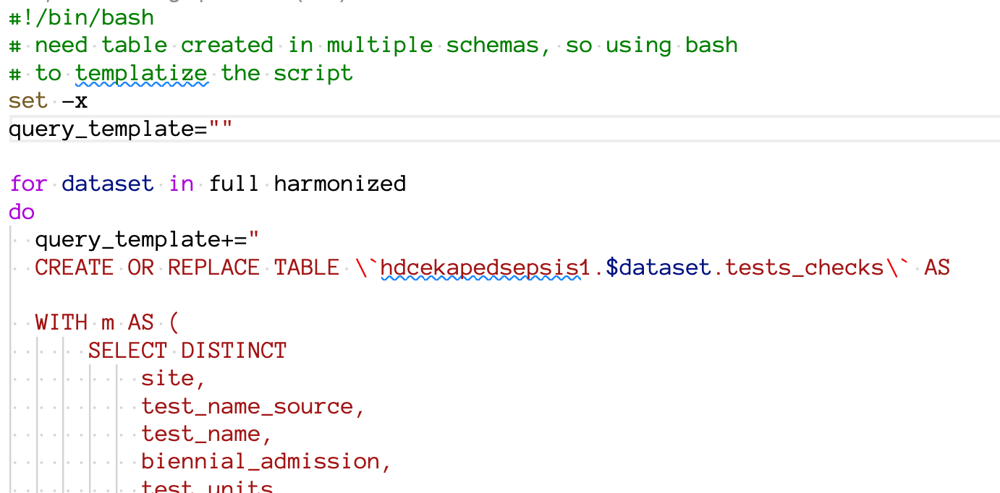 #!/bin/bash
# need table created in multiple schemas, so using bash
# to templatize the script
set -x
query_template=""
for dataset in full harmonized
do
query_template+="
CREATE OR REPLACE TABLE \`hdcekapedsepsis1.$dataset.tests_checks\` AS
WITH m AS (
SELECT DISTINCT
site,
test_name_source,
test_name,
biennial_admission,
test_units